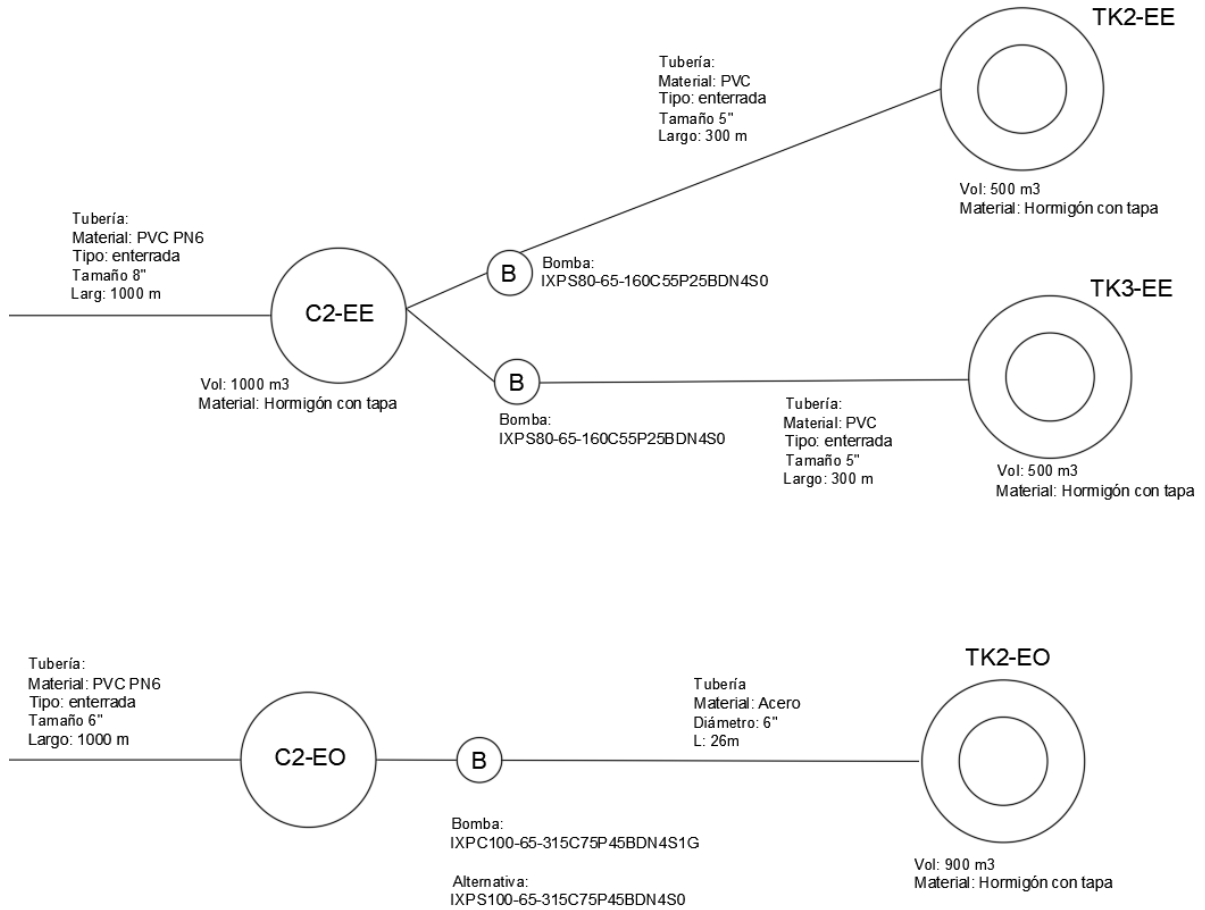 TK2-EE
Tubería:
Material: PVC
Tipo: enterrada
Tamaño 5"
Largo: 300 m
Vol: 500 m3
Material: Hormigón con tapa
Tubería:
Material: PVC PN6
Tipo: enterrada
Tamaño 8"
Larg: 1000 m
C2-EE
Vol: 1000 m3
Material: Hormigón con tapa
B
Bomba:
IXPS80-65-160C55P25BDN4S0
B
Bomba:
IXPS80-65-160C55P25BDN4S0
TK3-EE
Tubería:
Material: PVC
Tipo: enterrada
Tamaño 5"
Largo: 300 m
Vol: 500 m3
Material: Hormigón con tapa
Tubería:
Material: PVC PN6
Tipo: enterrada
Tamaño 6"
Largo: 1000 m
C2-EO
B
Bomba:
IXPC100-65-315C75P45BDN4S1G
Alternativa:
IXPS100-65-315C75P45BDN4S0
Tubería
Material: Acero
Diámetro: 6"
L: 26m
TK2-EO
Vol: 900 m3
Material: Hormigón con tapa